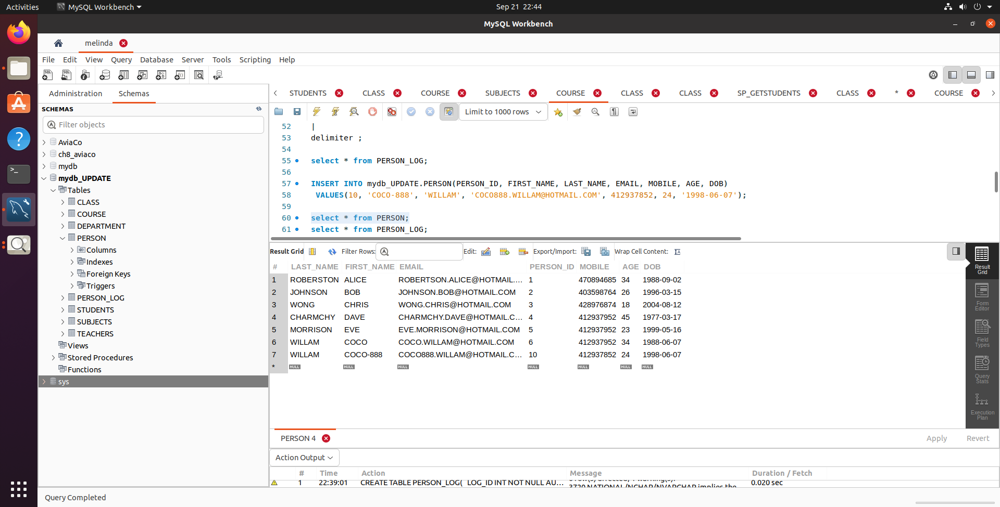 Activities MySQL Workbench Sep 21 22:44
MySQL Workbench
melinda
File Edit View Query Database Server Tools Scripting Help
Administration Schemas
STUDENTS CLASS COURSE SUBJECTS COURSE CLASS CLASS SP_GETSTUDENTS CLASS * COURSE
SCHEMAS
Filter objects
AviaCo
ch8_aviaco
mydb
mydb_UPDATE
Tables
CLASS
COURSE
DEPARTMENT
PERSON
Columns
Indexes
Foreign Keys
Triggers
PERSON_LOG
STUDENTS
SUBJECTS
TEACHERS
Views
Stored Procedures
Functions
sys
Limit to 1000 rows
52 |
53 delimiter ;
54
55 select * from PERSON_LOG;
56
57 INSERT INTO mydb_UPDATE.PERSON(PERSON_ID, FIRST_NAME, LAST_NAME, EMAIL, MOBILE, AGE, DOB)
58 VALUES(10, 'COCO-888', 'WILLAM', 'COCO888.WILLAM@HOTMAIL.COM', 412937852, 24, '1998-06-07');
59
60 select * from PERSON;
61 select * from PERSON_LOG;
Result Grid Filter Rows: Edit: Export/Import: Wrap Cell Content:
# LAST_NAME FIRST_NAME EMAIL PERSON_ID MOBILE AGE DOB
1 ROBERSTON ALICE ROBERTSON.ALICE@HOTMAIL.... 1 470894685 34 1988-09-02
2 JOHNSON BOB JOHNSON.BOB@HOTMAIL.COM 2 403598764 26 1996-03-15
3 WONG CHRIS WONG.CHRIS@HOTMAIL.COM 3 428976874 18 2004-08-12
4 CHARMCHY DAVE CHARMCHY.DAVE@HOTMAIL.C... 4 412937952 45 1977-03-17
5 MORRISON EVE EVE.MORRISON@HOTMAIL.COM 5 412937952 23 1999-05-16
6 WILLAM COCO COCO.WILLAM@HOTMAIL.COM 6 412937952 34 1988-06-07
7 WILLAM COCO-888 COCO888.WILLAM@HOTMAIL.C... 10 412937852 24 1998-06-07
* NULL NULL NULL NULL NULL NULL NULL
Result
Grid
Form
Editor
Field
Types
Query
Stats
Execution
Plan
PERSON 4 Apply Revert
Action Output
# Time Action Message Duration / Fetch
1 22:39:01 CREATE TABLE PERSON_LOG( LOG_ID INT NOT NULL AU... 0.020 sec
3720 NATIONAL/NCHAR/NVARCHAR implies the
Query Completed